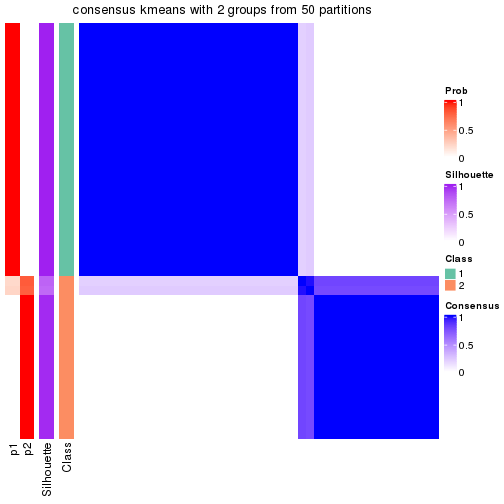 consensus kmeans with 2 groups from 50 partitions
Prob
1
0.5
0
Silhouette
1
0.5
0
Class
1
2
Consensus
1
0.5
0
p1
p2
Silhouette
Class